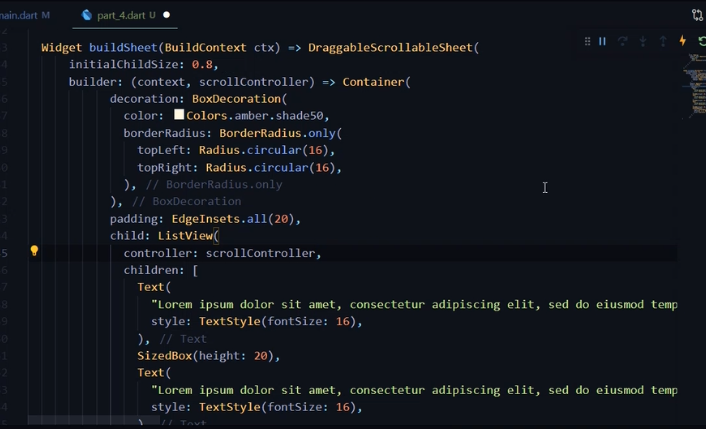 main.dart M part_4.dart U
3 Widget buildSheet(BuildContext ctx) => DraggableScrollableSheet(
4 initialChildSize: 0.8,
5 builder: (context, scrollController) => Container(
6 decoration: BoxDecoration(
7 color: Colors.amber.shade50,
8 borderRadius: BorderRadius.only(
9 topLeft: Radius.circular(16),
0 topRight: Radius.circular(16),
1 ), // BorderRadius.only
2 ), // BoxDecoration
3 padding: EdgeInsets.all(20),
4 child: ListView(
5 controller: scrollController,
6 children: [
7 Text(
8 "Lorem ipsum dolor sit amet, consectetur adipiscing elit, sed do eiusmod temp
9 style: TextStyle(fontSize: 16),
0 ), // Text
1 SizedBox(height: 20),
2 Text(
3 "Lorem ipsum dolor sit amet, consectetur adipiscing elit, sed do eiusmod temp
4 style: TextStyle(fontSize: 16),
) // Text